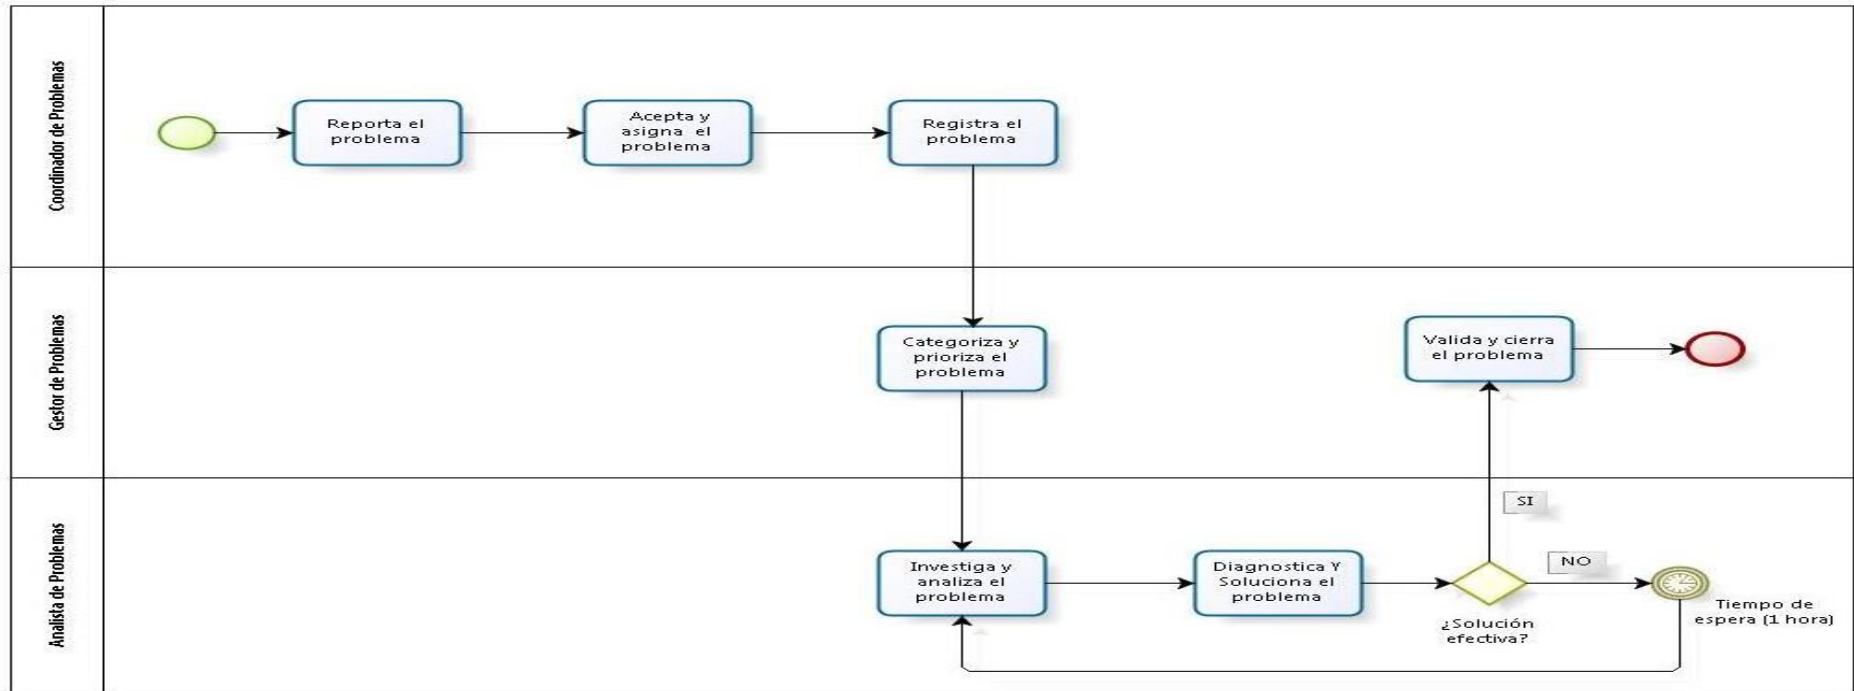 Coordinador de Problemas
Reporta el
problema
Acepta y
asigna el
problema
Registra el
problema
Gestor de Problemas
Categoriza y
prioriza el
problema
Valida y cierra
el problema
Analista de Problemas
Investiga y
analiza el
problema
Diagnostica Y
Soluciona el
problema
SI
NO
¿Solución
efectiva?
Tiempo de
espera (1 hora)